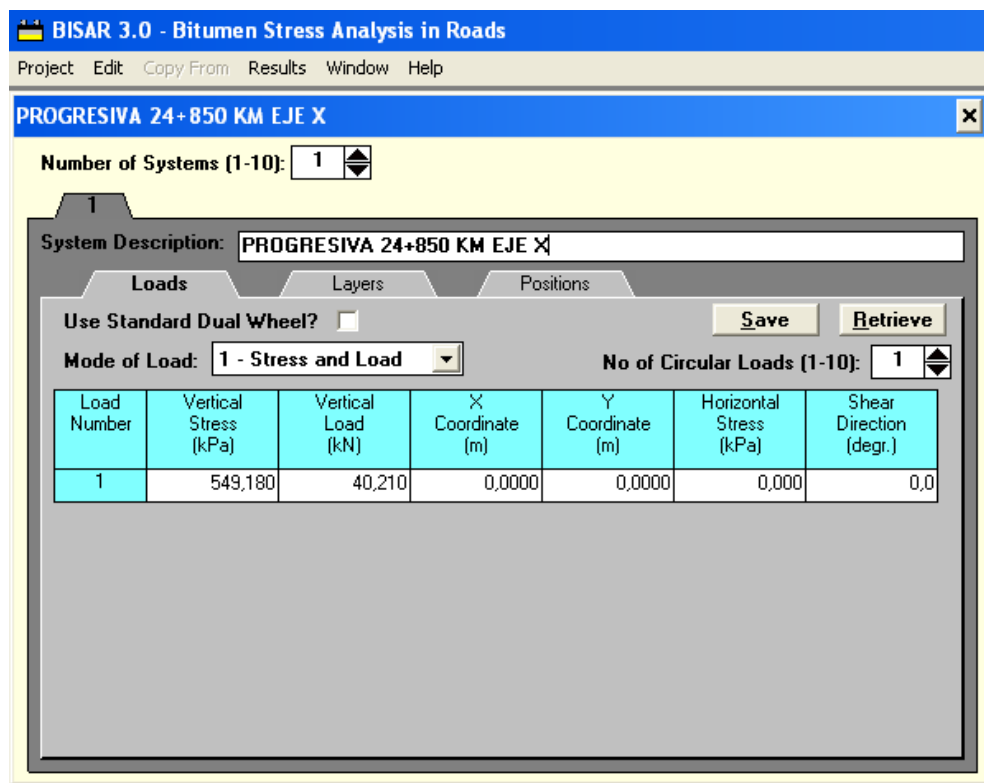 BISAR 3.0 - Bitumen Stress Analysis in Roads
Project Edit Copy From Results Window Help
PROGRESIVA 24+850 KM EJE X
Number of Systems (1-10): 1
1
System Description: PROGRESIVA 24+850 KM EJE X
Loads Layers Positions
Use Standard Dual Wheel? Save Retrieve
Mode of Load: 1 - Stress and Load No of Circular Loads (1-10): 1
Load Vertical Vertical X Y Horizontal Shear
Number Stress Load Coordinate Coordinate Stress Direction
(kPa) (kN) (m) (m) (kPa) (degr.)
1 549,180 40,210 0,0000 0,0000 0,000 0,0